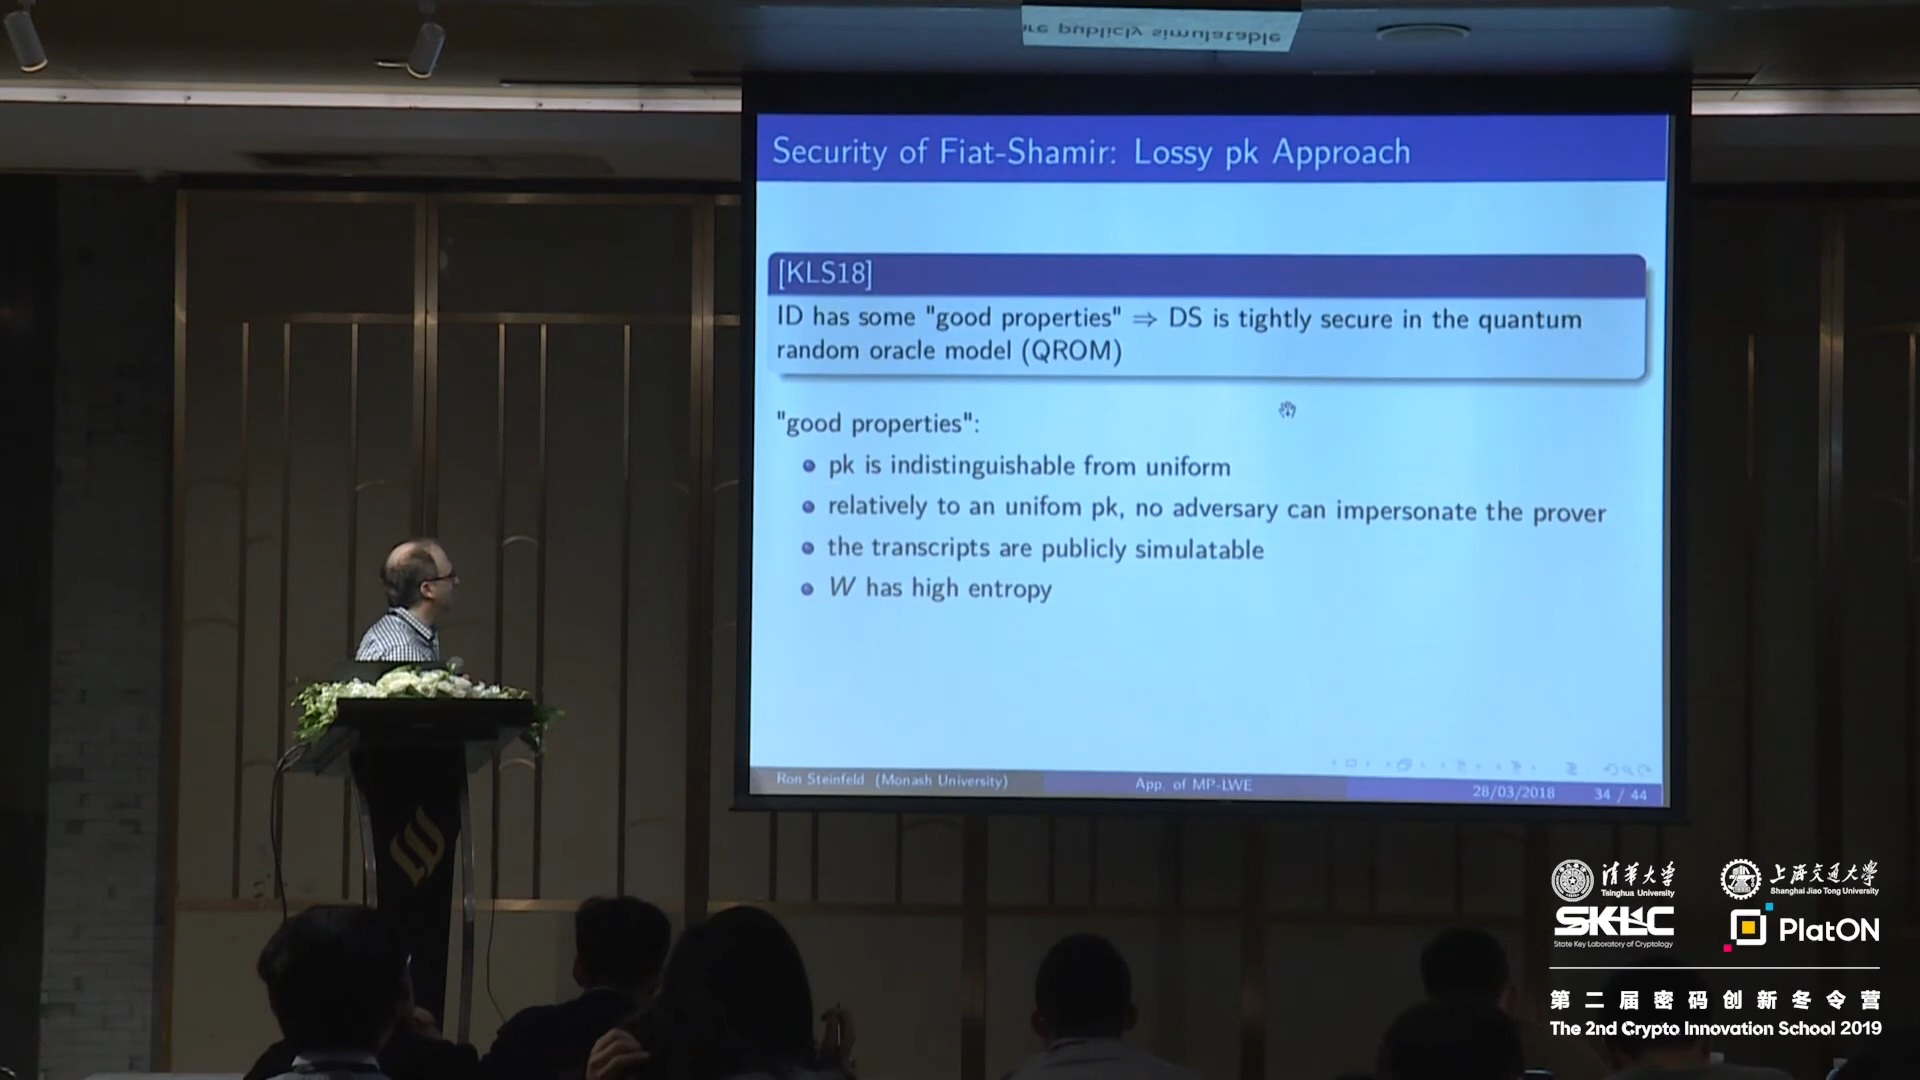 re publicly simulatable
Security of Fiat-Shamir: Lossy pk Approach
[KLS18]
ID has some "good properties" ⇒ DS is tightly secure in the quantum
random oracle model (QROM)
"good properties":
pk is indistinguishable from uniform
relatively to an unifom pk, no adversary can impersonate the prover
the transcripts are publicly simulatable
W has high entropy
Ron Steinfeld (Monash University)
App. of MP-LWE
28/03/2018
34 / 44
清华大学
Tsinghua University
上海交通大学
Shanghai Jiao Tong University
SKLC
State Key Laboratory of Cryptology
PlatON
第二届密码创新冬令营
The 2nd Crypto Innovation School 2019